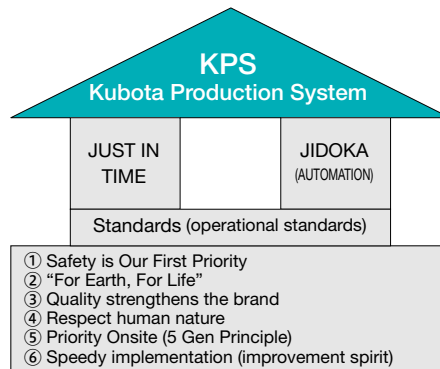 KPS
Kubota Production System
JUST IN
TIME
JIDOKA
(AUTOMATION)
Standards (operational standards)
① Safety is Our First Priority
② “For Earth, For Life”
③ Quality strengthens the brand
④ Respect human nature
⑤ Priority Onsite (5 Gen Principle)
⑥ Speedy implementation (improvement spirit)